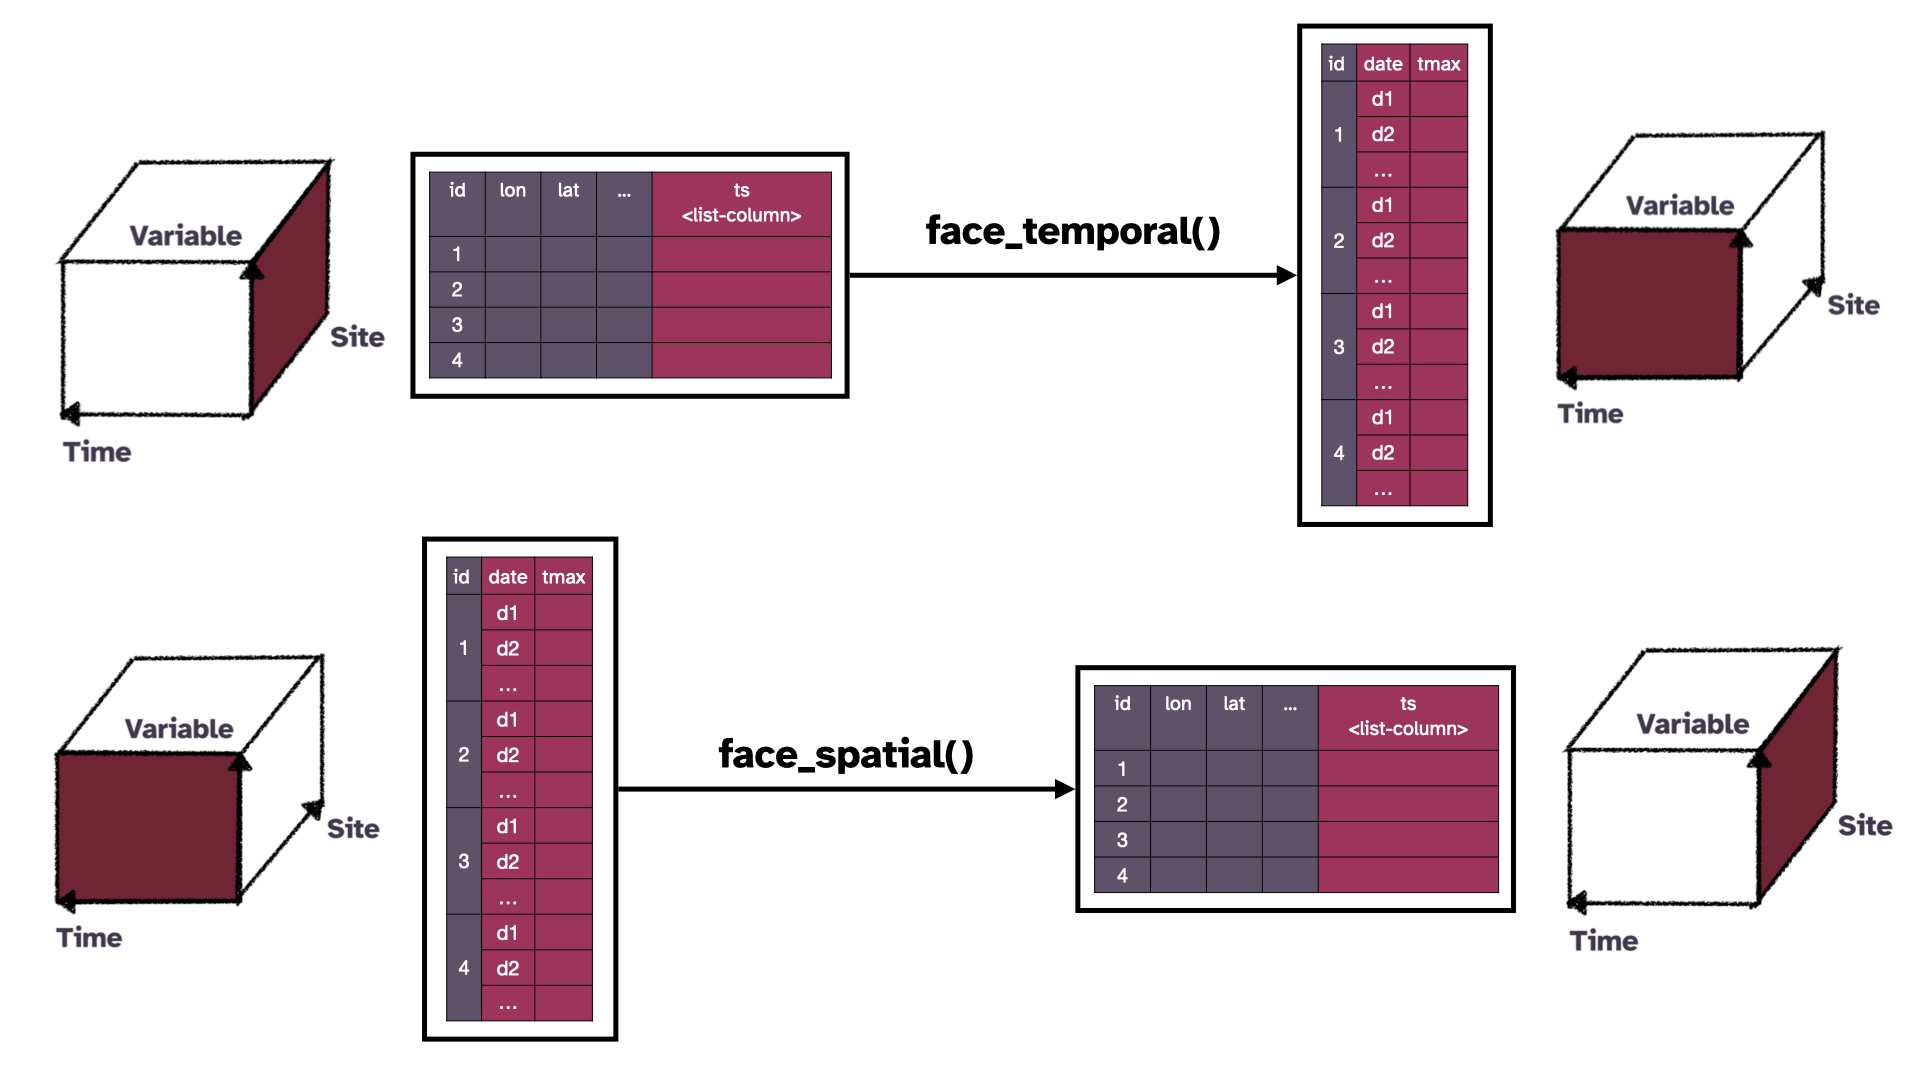 Variable
Site
Time
id lon lat ... ts
<list-column>
1
2
3
4
face_temporal()
id date tmax
d1
1 d2
...
d1
2 d2
...
d1
3 d2
...
d1
4 d2
...
Variable
Site
Time
Variable
Site
Time
id date tmax
d1
1 d2
...
d1
2 d2
...
d1
3 d2
...
d1
4 d2
...
face_spatial()
id lon lat ... ts
<list-column>
1
2
3
4
Variable
Site
Time